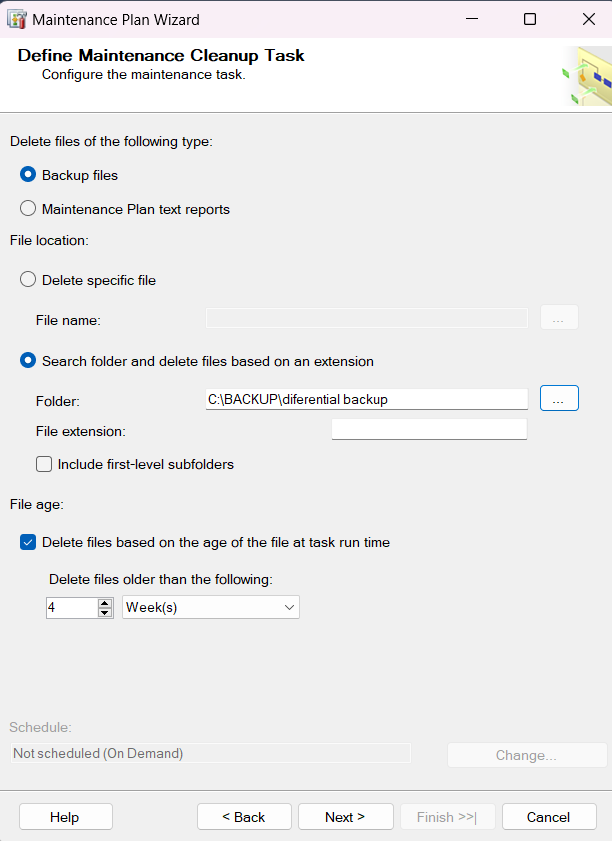 Maintenance Plan Wizard
Define Maintenance Cleanup Task
Configure the maintenance task.
Delete files of the following type:
Backup files
Maintenance Plan text reports
File location:
Delete specific file
File name:
...
Search folder and delete files based on an extension
Folder: C:\BACKUP\diferential backup ...
File extension:
Include first-level subfolders
File age:
Delete files based on the age of the file at task run time
Delete files older than the following:
4 Week(s)
Schedule:
Not scheduled (On Demand) Change...
Help < Back Next > Finish >>| Cancel